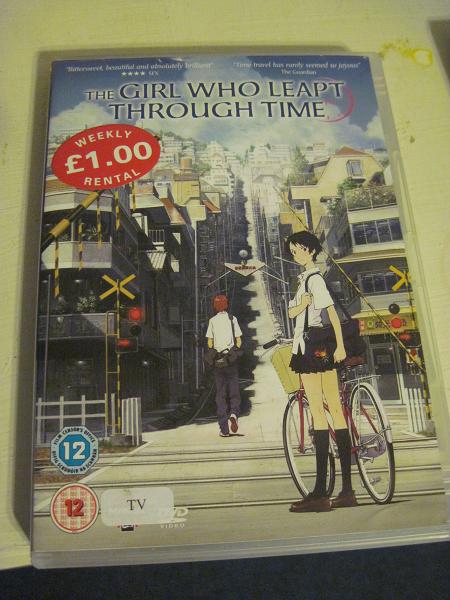 "Bittersweet, beautiful and absolutely brilliant"
★★★★ SFX
"Time travel has rarely seemed so joyous"
The Guardian
THE GIRL WHO LEAPT
THROUGH TIME
WEEKLY
£1.00
RENTAL
12
12
TV
VIDEO